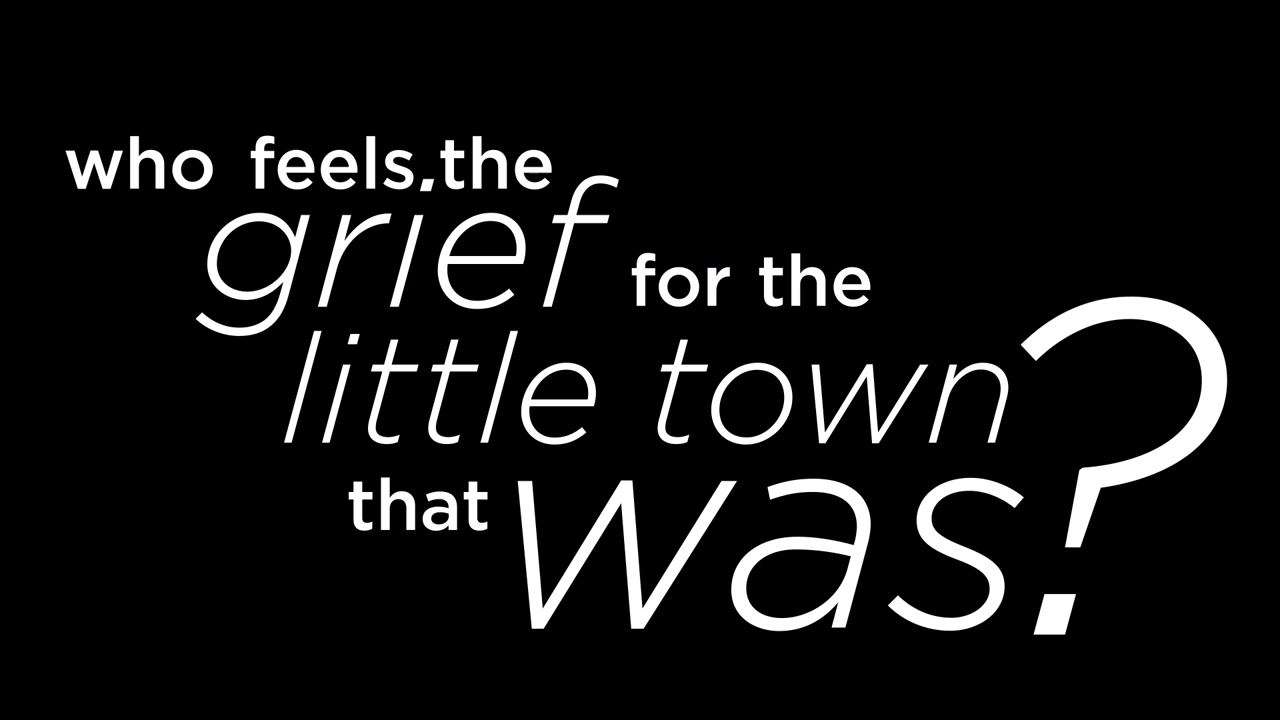 who feels the
grief for the
little town
that was?